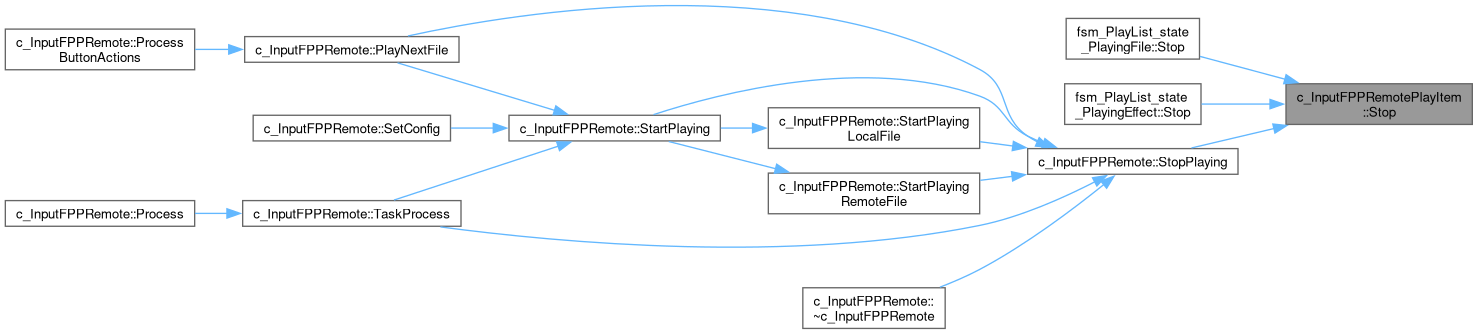 c_InputFPPRemote::Process
ButtonActions
c_InputFPPRemote::PlayNextFile
c_InputFPPRemote::SetConfig
c_InputFPPRemote::Process
c_InputFPPRemote::TaskProcess
c_InputFPPRemote::StartPlaying
c_InputFPPRemote::StartPlaying
LocalFile
c_InputFPPRemote::StartPlaying
RemoteFile
c_InputFPPRemote::
~c_InputFPPRemote
fsm_PlayList_state
_PlayingFile::Stop
fsm_PlayList_state
_PlayingEffect::Stop
c_InputFPPRemote::StopPlaying
c_InputFPPRemotePlayItem
::Stop